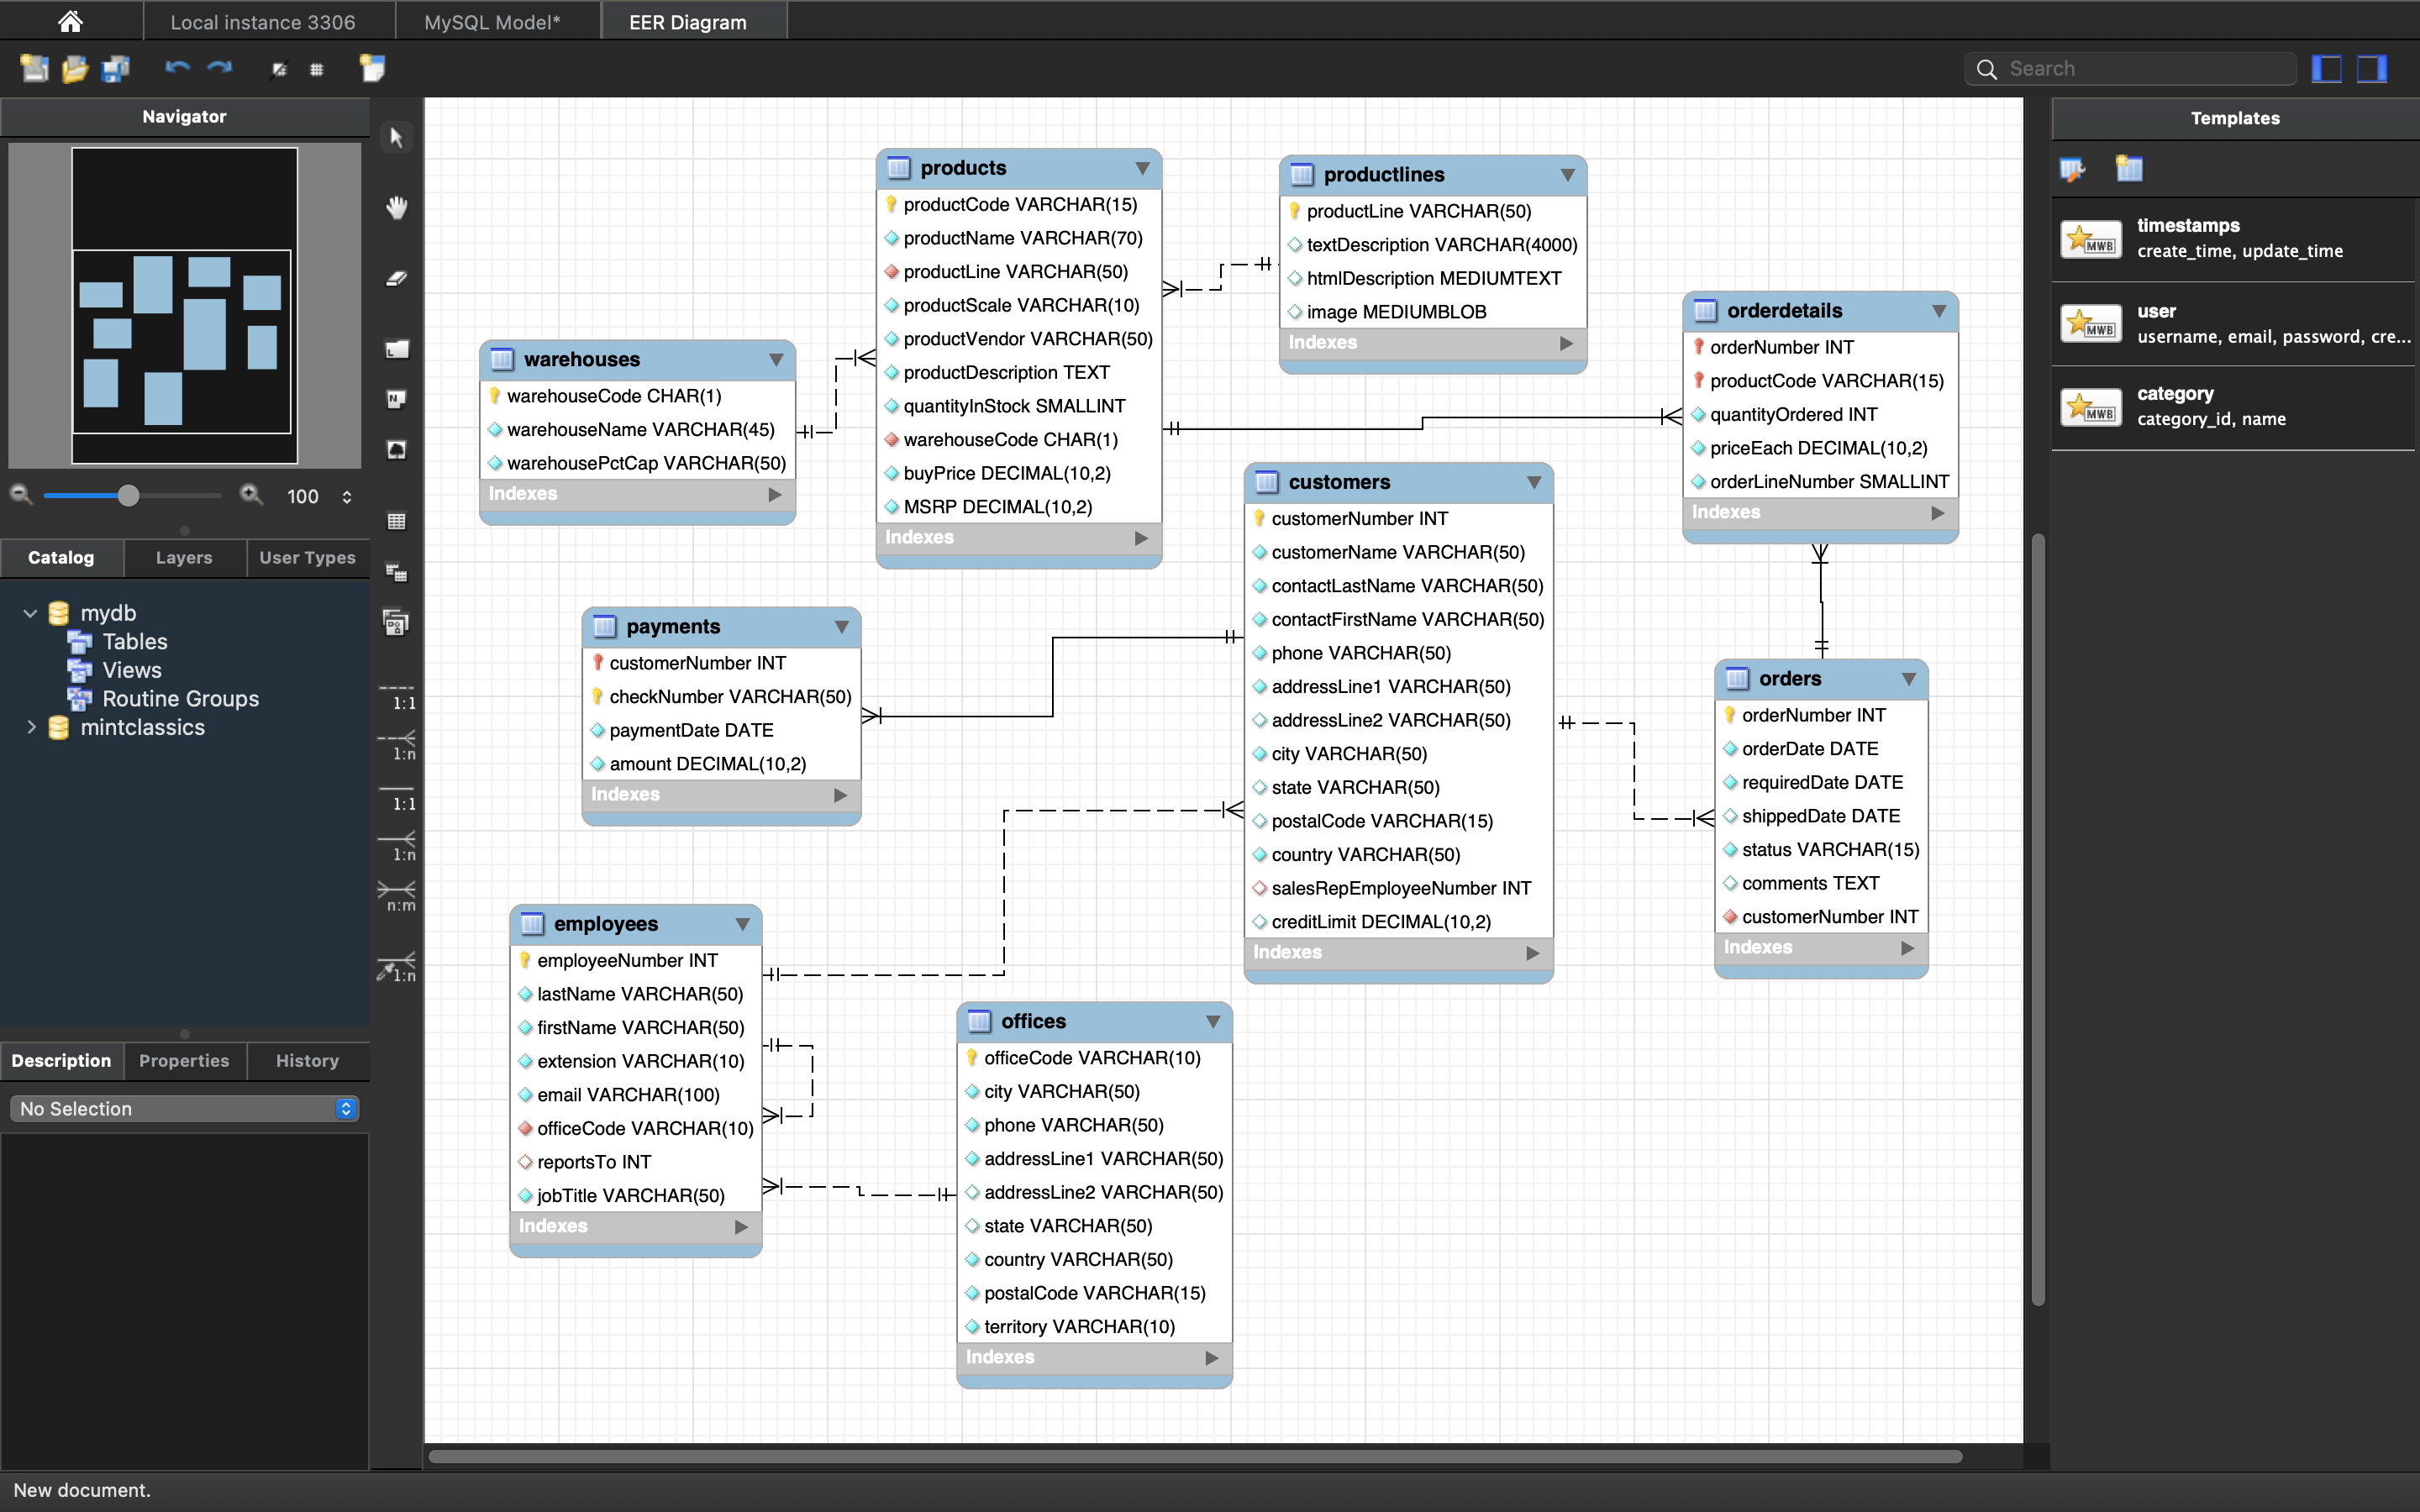 Local instance 3306
MySQL Model*
EER Diagram
Search
Navigator
100
Catalog
Layers
User Types
mydb
Tables
Views
Routine Groups
mintclassics
Description
Properties
History
No Selection
New document.
L
N
1:1
1:n
1:1
1:n
n:m
1:n
products
productCode VARCHAR(15)
productName VARCHAR(70)
productLine VARCHAR(50)
productScale VARCHAR(10)
productVendor VARCHAR(50)
productDescription TEXT
quantityInStock SMALLINT
warehouseCode CHAR(1)
buyPrice DECIMAL(10,2)
MSRP DECIMAL(10,2)
Indexes
productlines
productLine VARCHAR(50)
textDescription VARCHAR(4000)
htmlDescription MEDIUMTEXT
image MEDIUMBLOB
Indexes
warehouses
warehouseCode CHAR(1)
warehouseName VARCHAR(45)
warehousePctCap VARCHAR(50)
Indexes
orderdetails
orderNumber INT
productCode VARCHAR(15)
quantityOrdered INT
priceEach DECIMAL(10,2)
orderLineNumber SMALLINT
Indexes
customers
customerNumber INT
customerName VARCHAR(50)
contactLastName VARCHAR(50)
contactFirstName VARCHAR(50)
phone VARCHAR(50)
addressLine1 VARCHAR(50)
addressLine2 VARCHAR(50)
city VARCHAR(50)
state VARCHAR(50)
postalCode VARCHAR(15)
country VARCHAR(50)
salesRepEmployeeNumber INT
creditLimit DECIMAL(10,2)
Indexes
payments
customerNumber INT
checkNumber VARCHAR(50)
paymentDate DATE
amount DECIMAL(10,2)
Indexes
orders
orderNumber INT
orderDate DATE
requiredDate DATE
shippedDate DATE
status VARCHAR(15)
comments TEXT
customerNumber INT
Indexes
employees
employeeNumber INT
lastName VARCHAR(50)
firstName VARCHAR(50)
extension VARCHAR(10)
email VARCHAR(100)
officeCode VARCHAR(10)
reportsTo INT
jobTitle VARCHAR(50)
Indexes
offices
officeCode VARCHAR(10)
city VARCHAR(50)
phone VARCHAR(50)
addressLine1 VARCHAR(50)
addressLine2 VARCHAR(50)
state VARCHAR(50)
country VARCHAR(50)
postalCode VARCHAR(15)
territory VARCHAR(10)
Indexes
Templates
MWB
timestamps
create_time, update_time
MWB
user
username, email, password, cre...
MWB
category
category_id, name